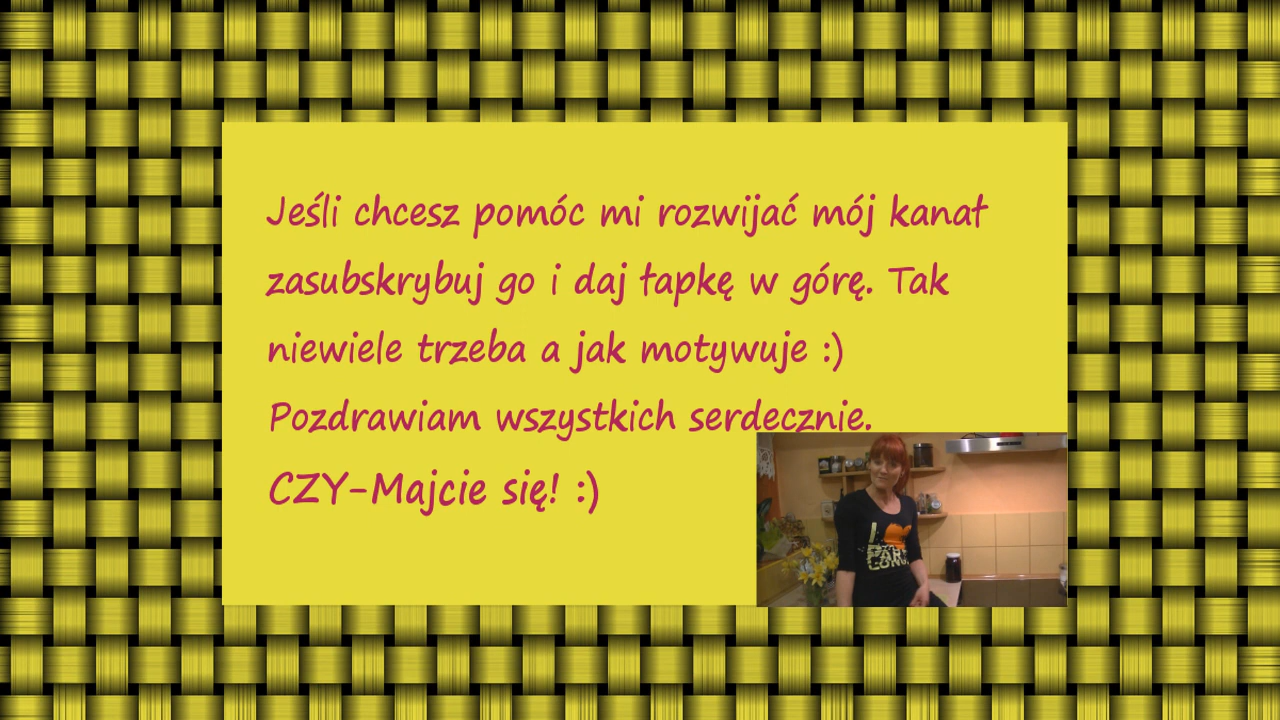 Jeśli chcesz pomóc mi rozwijać mój kanał
zasubskrybuj go i daj łapkę w górę. Tak
niewiele trzeba a jak motywuje :)
Pozdrawiam wszystkich serdecznie.
CZY-Majcie się! :)
I